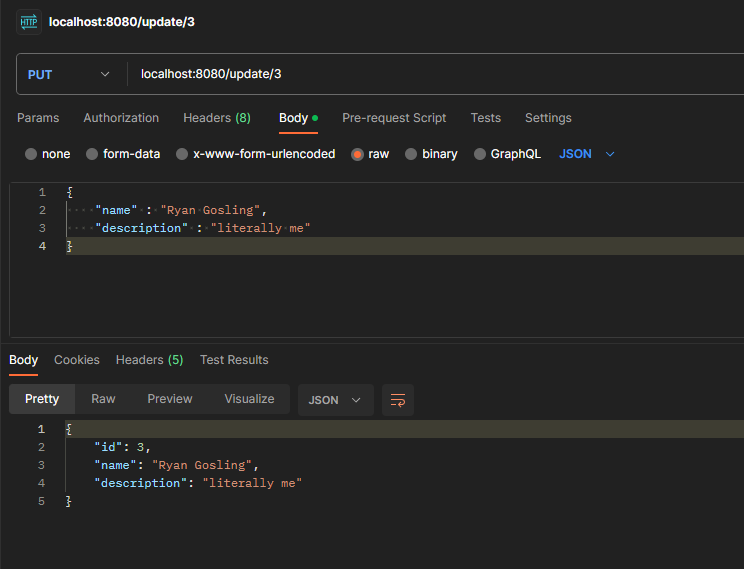 HTTP localhost:8080/update/3
PUT localhost:8080/update/3
Params Authorization Headers (8) Body Pre-request Script Tests Settings
none form-data x-www-form-urlencoded raw binary GraphQL JSON
1 {
2 "name" : "Ryan Gosling",
3 "description" : "literally me"
4 }
Body Cookies Headers (5) Test Results
Pretty Raw Preview Visualize JSON
1 {
2 "id": 3,
3 "name": "Ryan Gosling",
4 "description": "literally me"
5 }